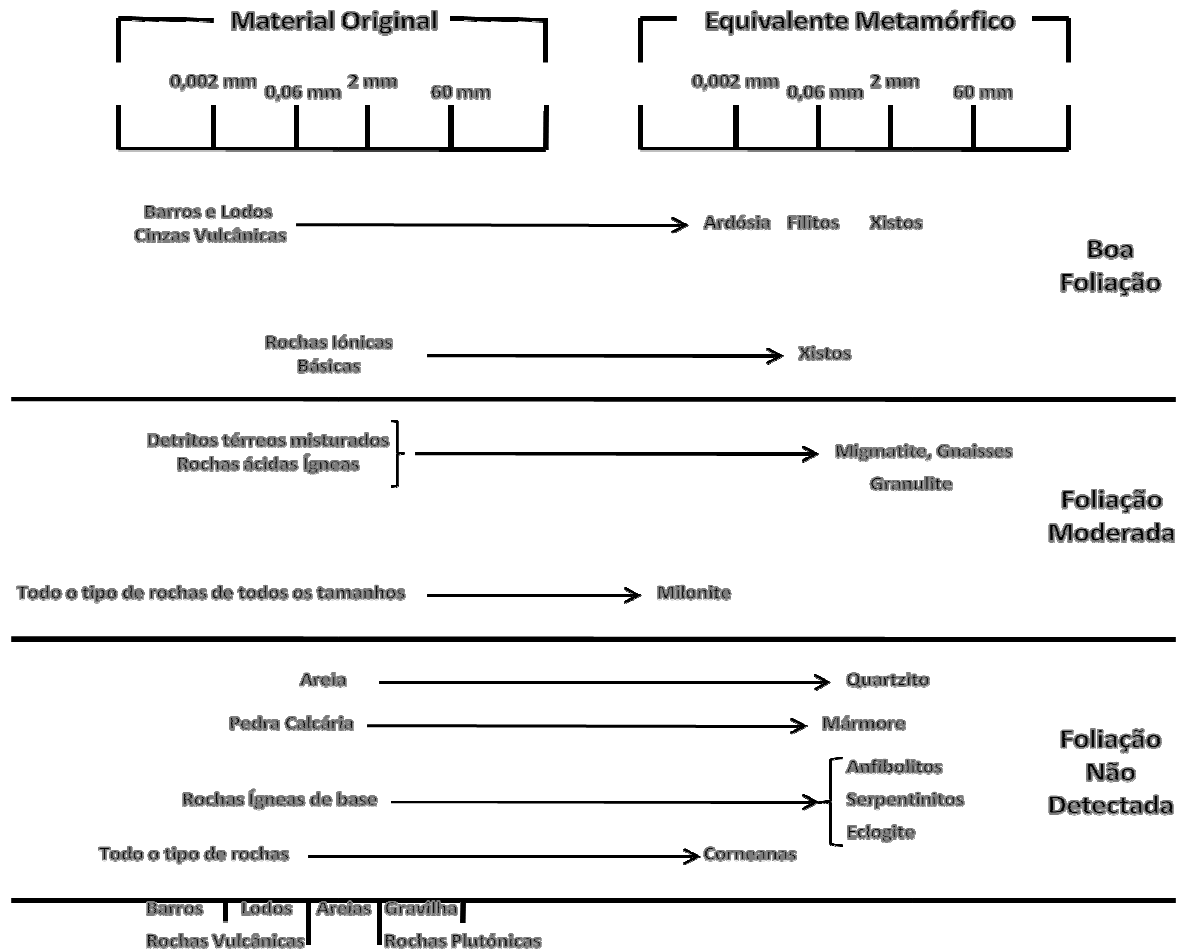 Material Original
Equivalente Metamórfico
0,002 mm 0,06 mm 2 mm 60 mm
0,002 mm 0,06 mm 2 mm 60 mm
Barros e Lodos
Cinzas Vulcânicas
Ardósia Filitos Xistos
Boa
Foliação
Rochas Iónicas
Básicas
Xistos
Detritos térreos misturados
Rochas ácidas Ígneas
Migmatite, Gnaisses
Granulite
Foliação
Moderada
Todo o tipo de rochas de todos os tamanhos
Milonite
Areia
Quartzito
Pedra Calcária
Mármore
Foliação
Não
Detectada
Rochas Ígneas de base
Anfibolitos
Serpentinitos
Eclogite
Todo o tipo de rochas
Corneanas
Barros Lodos Areias Gravilha
Rochas Vulcânicas Rochas Plutónicas